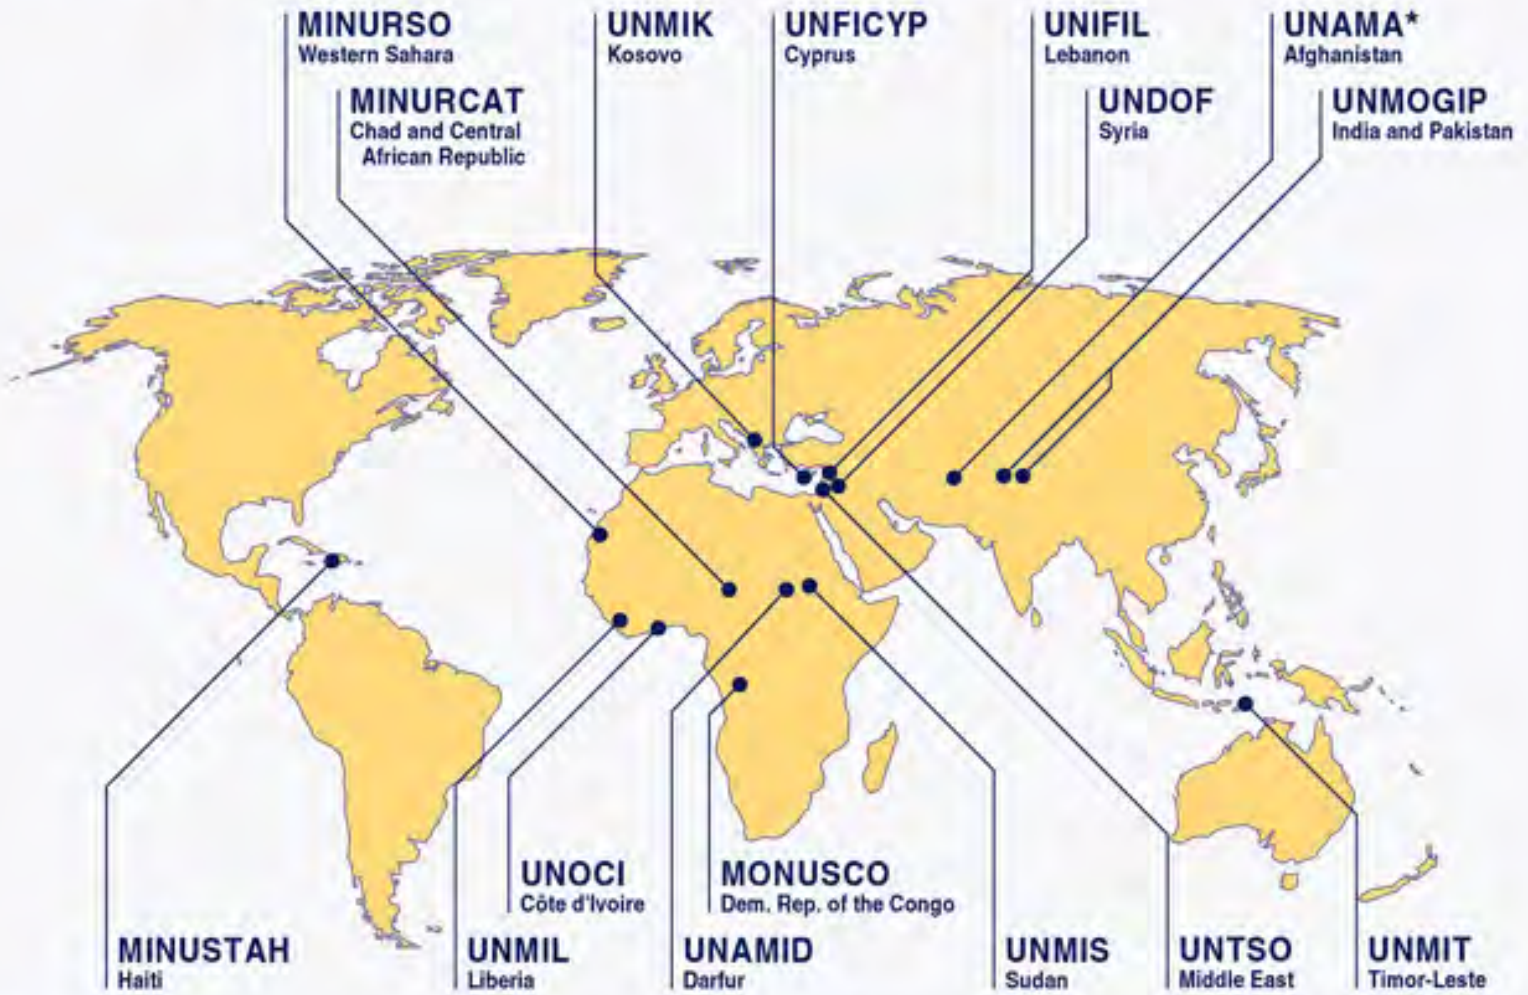 MINURSO
Western Sahara
UNMIK
Kosovo
UNFICYP
Cyprus
UNIFIL
Lebanon
UNAMA*
Afghanistan
MINURCAT
Chad and Central
African Republic
UNDOF
Syria
UNMOGIP
India and Pakistan
UNOCI
Côte d'Ivoire
MONUSCO
Dem. Rep. of the Congo
MINUSTAH
Haiti
UNMIL
Liberia
UNAMID
Darfur
UNMIS
Sudan
UNTSO
Middle East
UNMIT
Timor-Leste